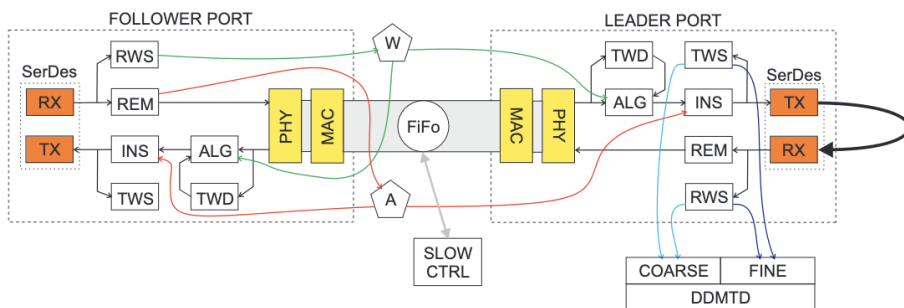 FOLLOWER PORT
LEADER PORT
W
SerDes
RWS
TWD
TWS
SerDes
RX
REM
ALG
INS
TX
PHY
MAC
FiFo
MAC
PHY
TX
INS
ALG
REM
RX
TWS
TWD
A
RWS
SLOW
CTRL
COARSE
FINE
DDMTD